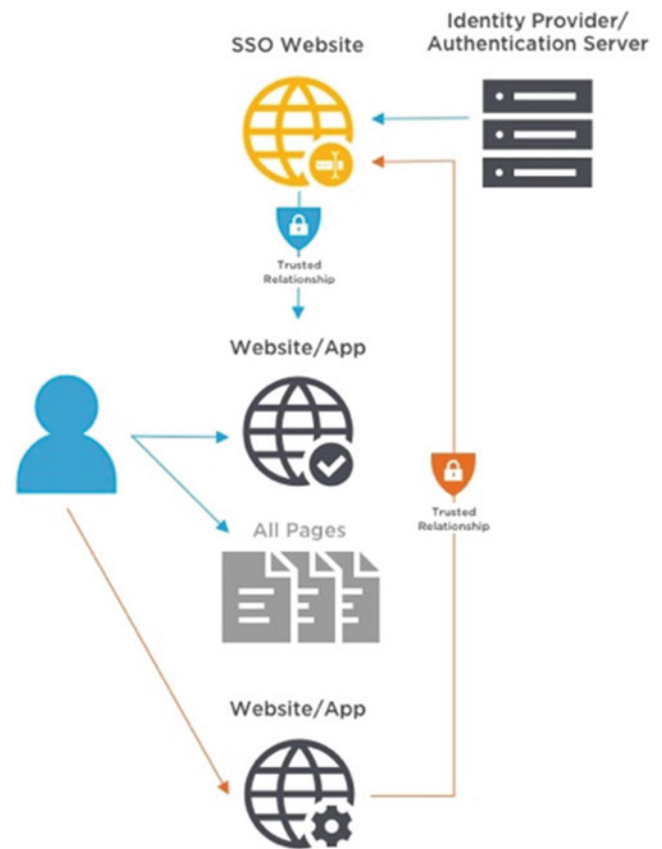 Identity Provider/
Authentication Server
SSO Website
Trusted
Relationship
Website/App
All Pages
Trusted
Relationship
Website/App